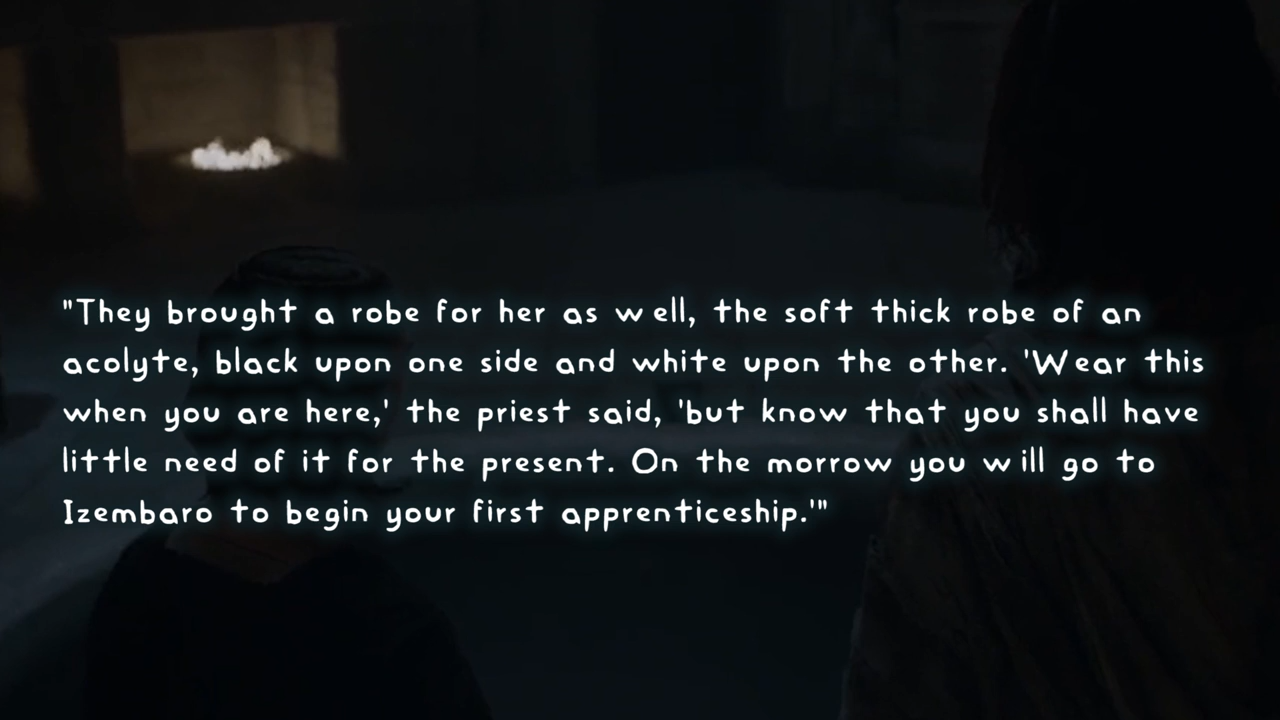 "They brought a robe for her as well, the soft thick robe of an
acolyte, black upon one side and white upon the other. 'Wear this
when you are here,' the priest said, 'but know that you shall have
little need of it for the present. On the morrow you will go to
Izembaro to begin your first apprenticeship.'"